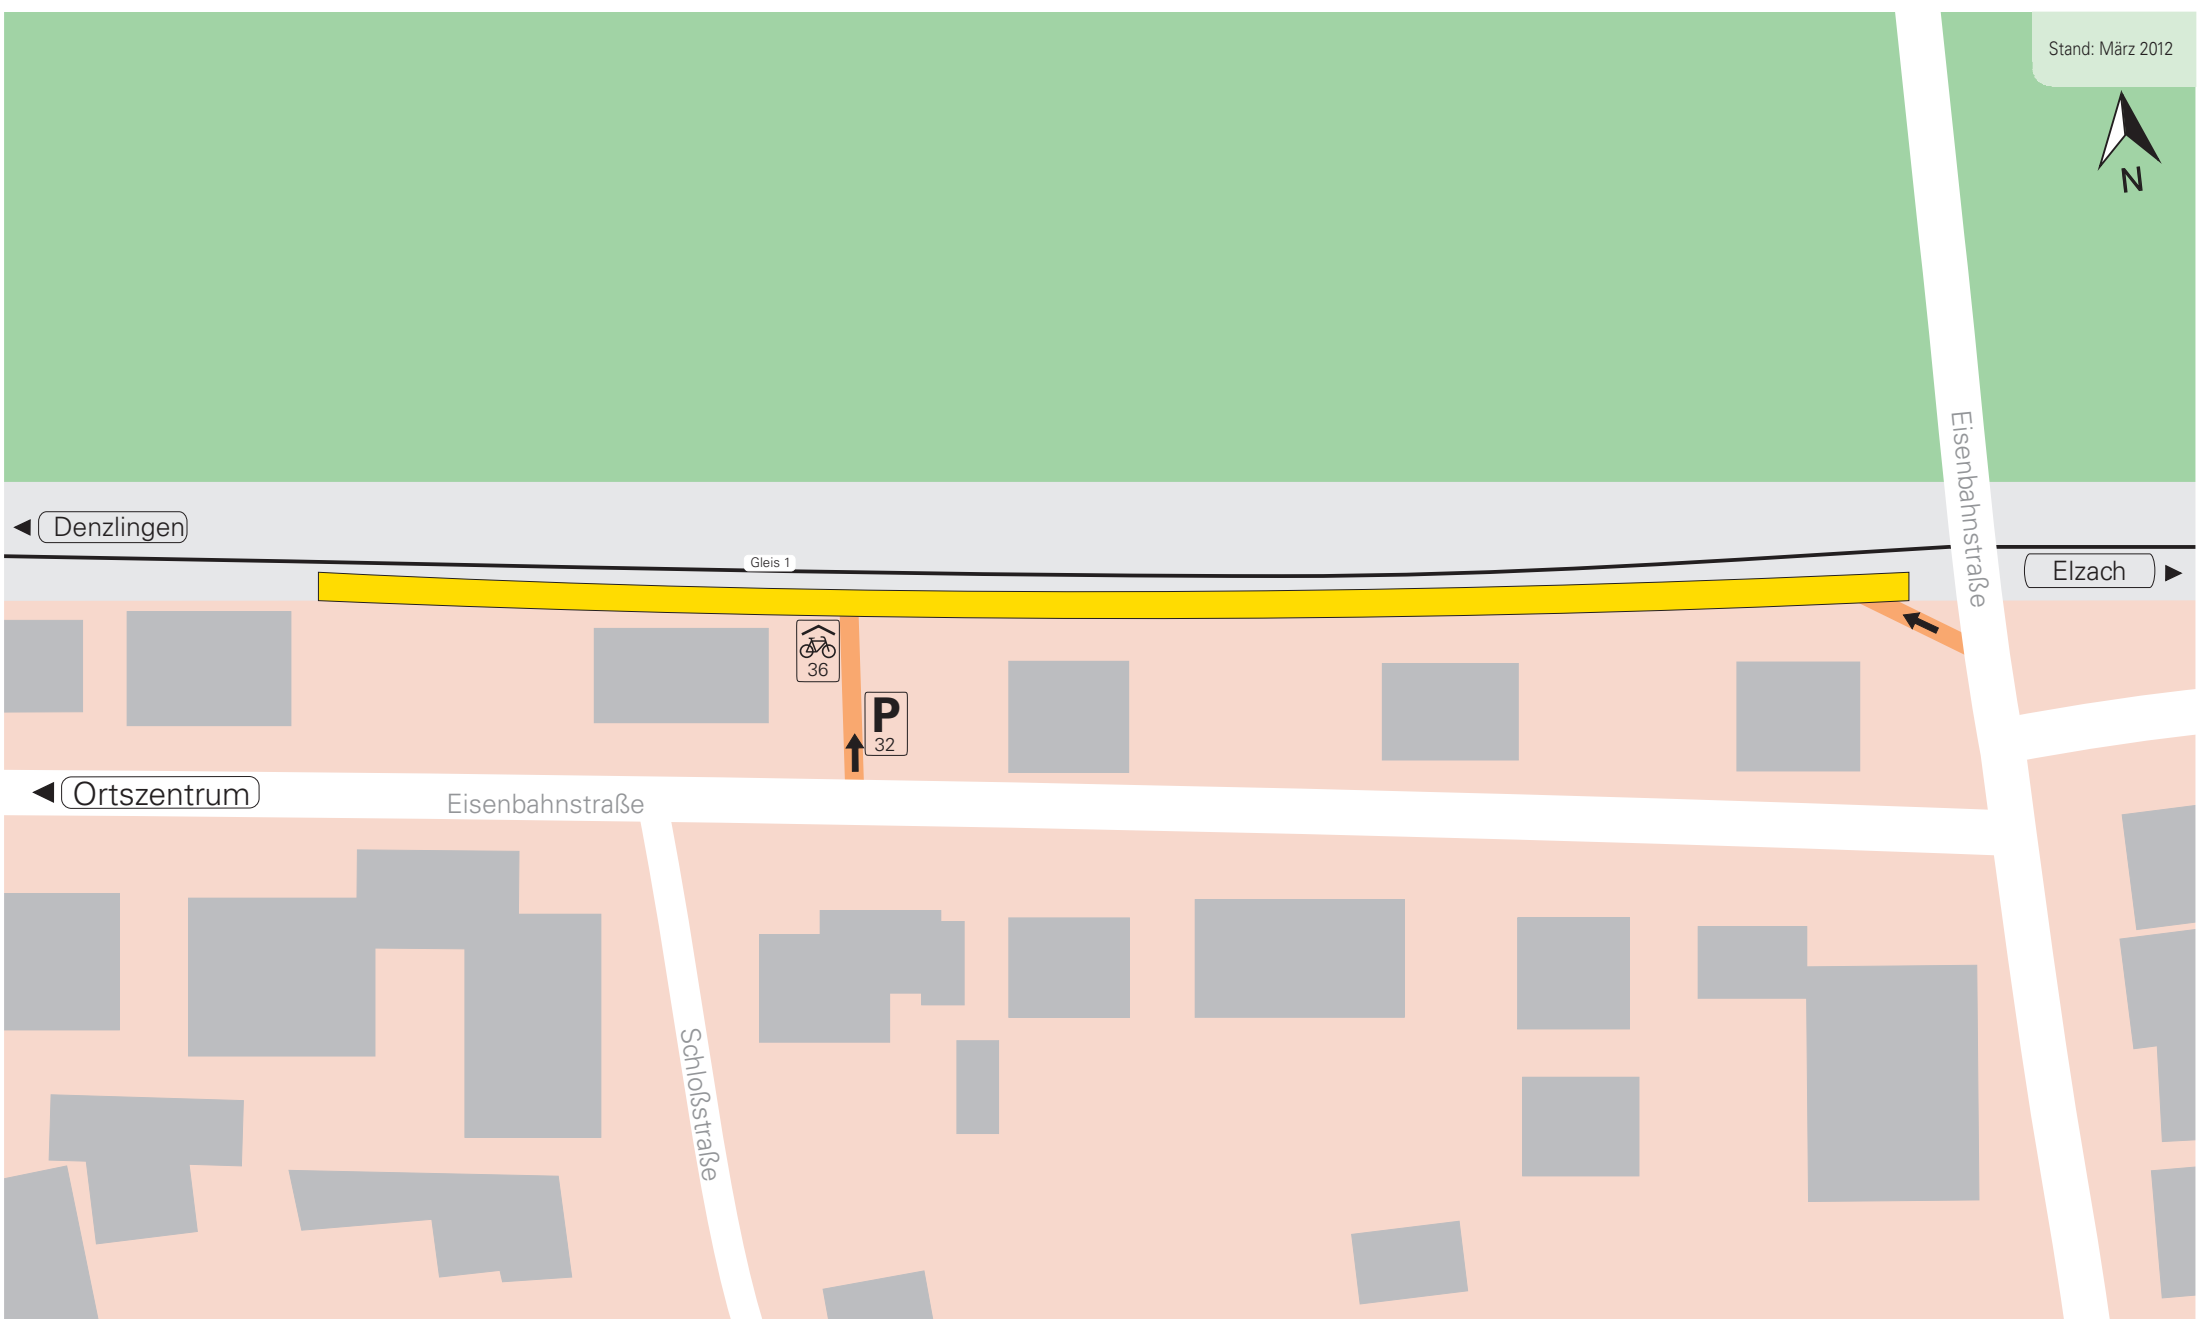 Stand: März 2012
N
Eisenbahnstraße
Denzlingen
Gleis 1
Elzach
36
P
32
Ortszentrum
Eisenbahnstraße
Schloßstraße